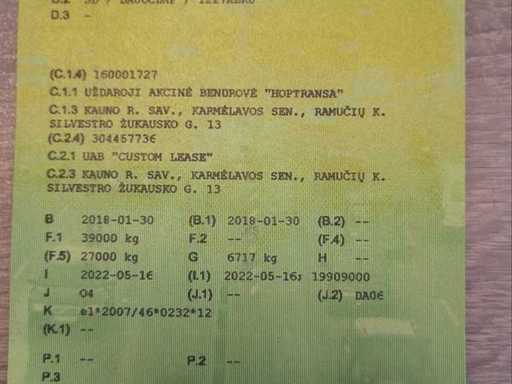 D.3 -
(C.1.4) 160001727
C.1.1 UŽDAROJI AKCINĖ BENDROVĖ "HOPTRANSA"
C.1.3 KAUNO R. SAV., KARMĖLAVOS SEN., RAMUČIŲ K.
SILVESTRO ŽUKAUSKO G. 13
(C.2.4) 304457736
C.2.1 UAB "CUSTOM LEASE"
C.2.3 KAUNO R. SAV., KARMĖLAVOS SEN., RAMUČIŲ K.
SILVESTRO ŽUKAUSKO G. 13
B 2018-01-30 (B.1) 2018-01-30 (B.2) --
F.1 39000 kg F.2 -- (F.4) --
(F.5) 27000 kg G 6717 kg H --
I 2022-05-16 (I.1) 2022-05-16; 19909000
J O4 (J.1) -- (J.2) DA06
K e1*2007/46*0232*12
(K.1) --
P.1 -- P.2 --
P.3